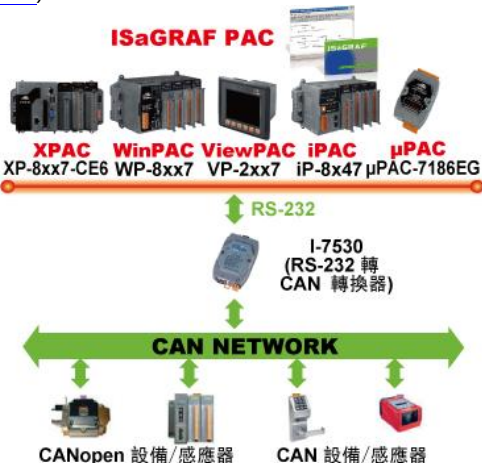 ISaGRAF PAC
ISaGRAF
XPAC WinPAC ViewPAC iPAC µPAC
XP-8xx7-CE6 WP-8xx7 VP-2xx7 iP-8x47 µPAC-7186EG
RS-232
I-7530
(RS-232 轉
CAN 轉換器)
CAN NETWORK
CANopen 設備/感應器 CAN 設備/感應器